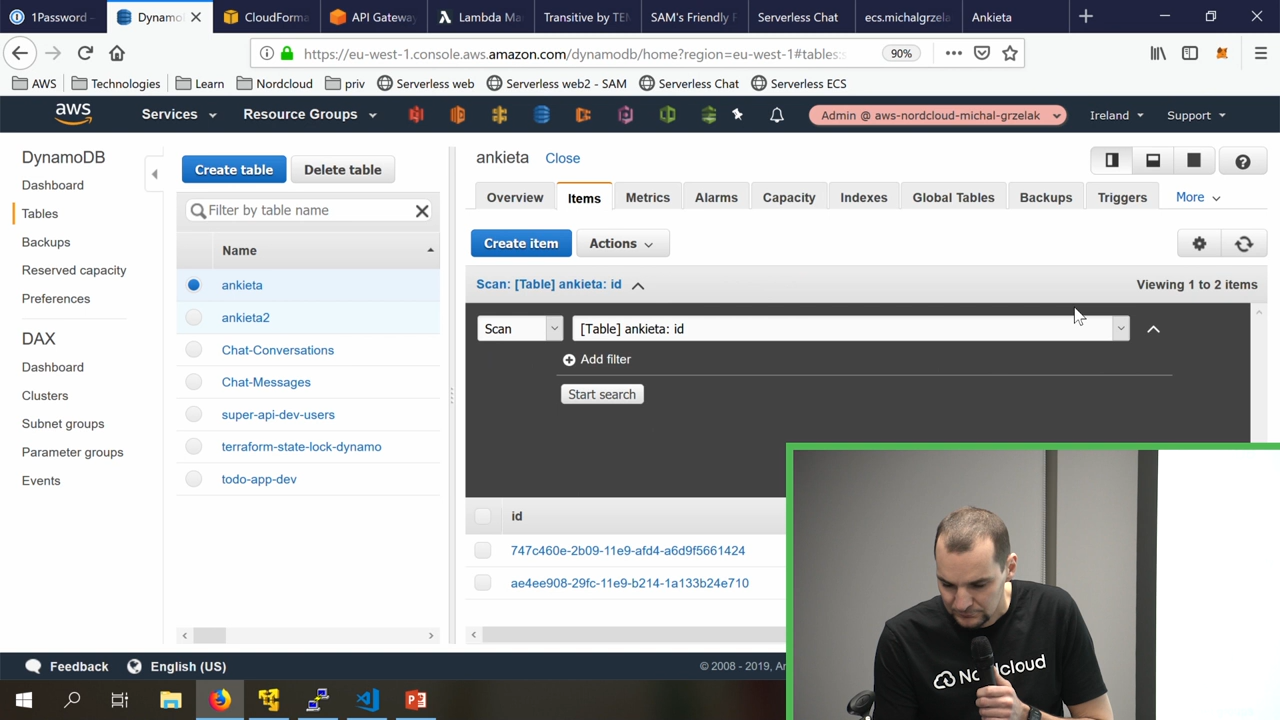 1Password -
Dynamo
CloudForma
API Gateway
Lambda Ma
Transitive by TEN
SAM's Friendly F
Serverless Chat
ecs.michalgrzela
Ankieta
https://eu-west-1.console.aws.amazon.com/dynamodb/home?region=eu-west-1#tables:
90%
AWS
Technologies
Learn
Nordcloud
priv
Serverless web
Serverless web2 - SAM
Serverless Chat
Serverless ECS
aws
Services
Resource Groups
Admin @ aws-nordcloud-michal-grzelak
Ireland
Support
DynamoDB
Dashboard
Tables
Backups
Reserved capacity
Preferences
DAX
Dashboard
Clusters
Subnet groups
Parameter groups
Events
Create table
Delete table
Filter by table name
Name
ankieta
ankieta2
Chat-Conversations
Chat-Messages
super-api-dev-users
terraform-state-lock-dynamo
todo-app-dev
ankieta
Close
Overview
Items
Metrics
Alarms
Capacity
Indexes
Global Tables
Backups
Triggers
More
Create item
Actions
Scan: [Table] ankieta: id
Viewing 1 to 2 items
Scan
[Table] ankieta: id
Add filter
Start search
id
747c460e-2b09-11e9-afd4-a6d9f5661424
ae4ee908-29fc-11e9-b214-1a133b24e710
Feedback
English (US)
© 2008 - 2019, Am
Nordcloud